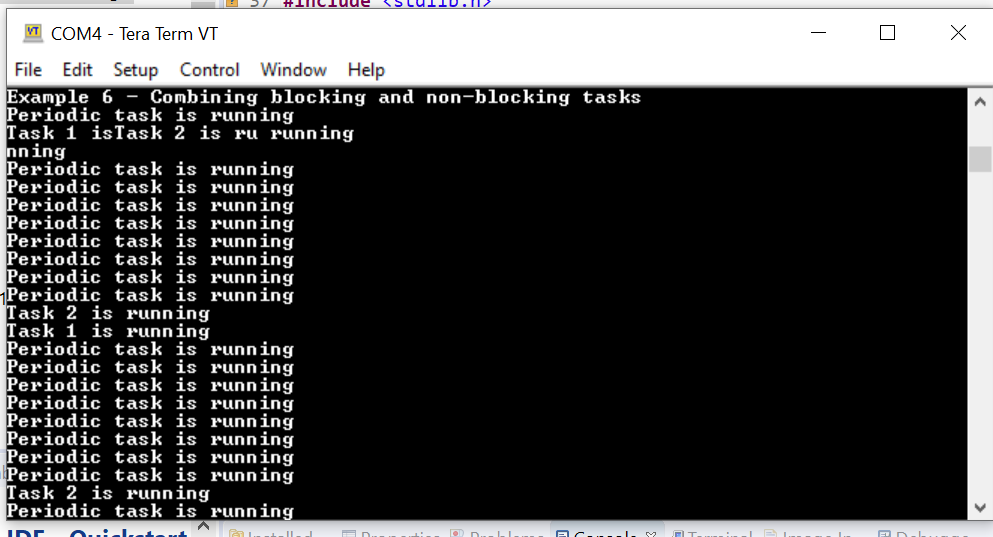 37 #include <stdlib.h>
COM4 - Tera Term VT
File Edit Setup Control Window Help
Example 6 - Combining blocking and non-blocking tasks
Periodic task is running
Task 1 isTask 2 is ru running
nning
Periodic task is running
Periodic task is running
Periodic task is running
Periodic task is running
Periodic task is running
Periodic task is running
Periodic task is running
Periodic task is running
Task 2 is running
Task 1 is running
Periodic task is running
Periodic task is running
Periodic task is running
Periodic task is running
Periodic task is running
Periodic task is running
Periodic task is running
Periodic task is running
Task 2 is running
Periodic task is running
IDE Quickstart Installed Properties Problems Console Terminal Image In Debugge